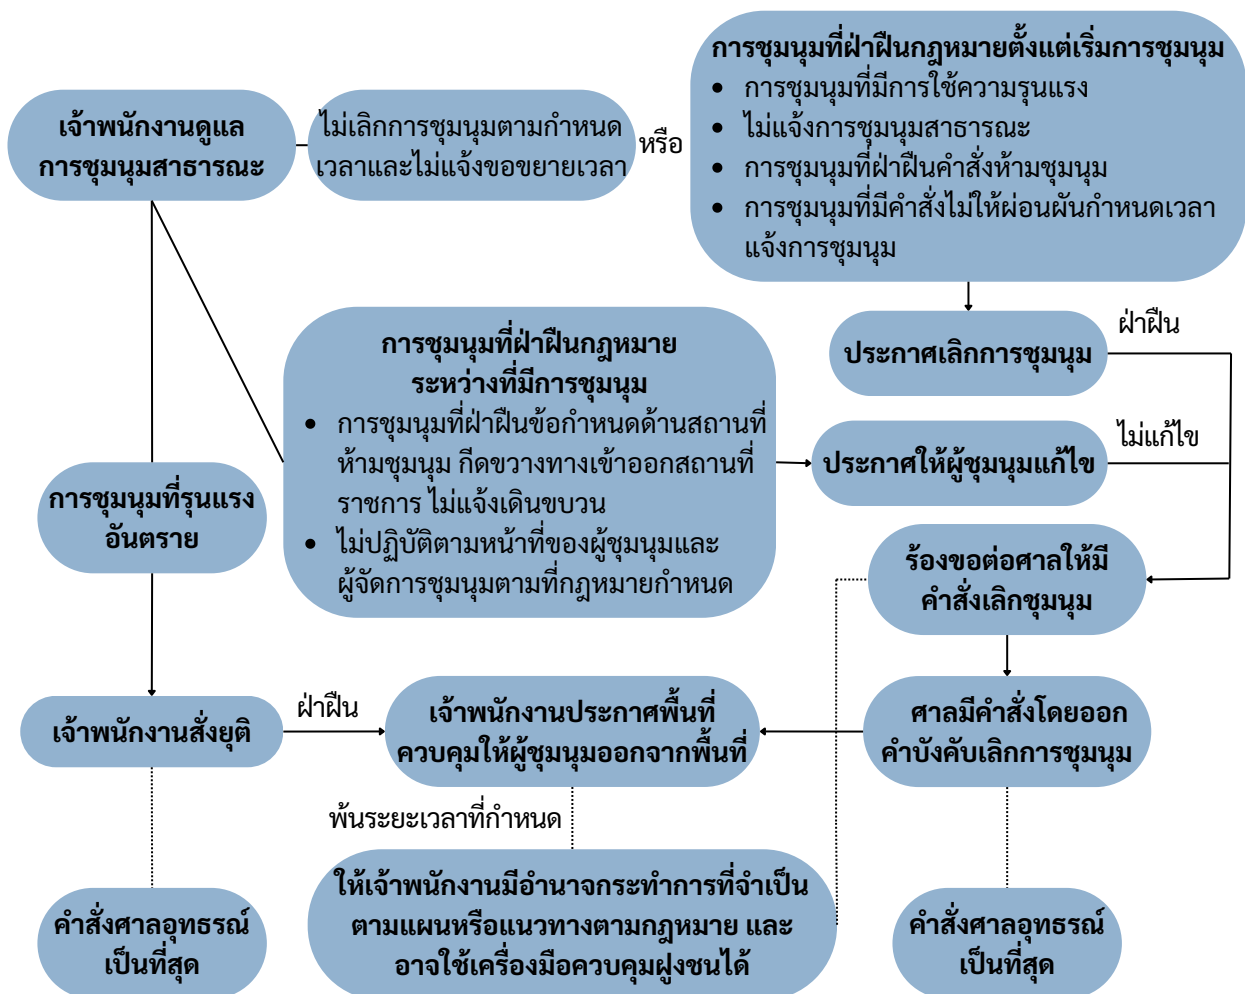 เจ้าพนักงานดูแล
การชุมนุมสาธารณะ
ไม่เลิกการชุมนุมตามกำหนด
เวลาและไม่แจ้งขอขยายเวลา
หรือ
การชุมนุมที่ฝ่าฝืนกฎหมายตั้งแต่เริ่มการชุมนุม
• การชุมนุมที่มีการใช้ความรุนแรง
• ไม่แจ้งการชุมนุมสาธารณะ
• การชุมนุมที่ฝ่าฝืนคำสั่งห้ามชุมนุม
• การชุมนุมที่มีคำสั่งไม่ให้ผ่อนผันกำหนดเวลา
แจ้งการชุมนุม
ประกาศเลิกการชุมนุม
ฝ่าฝืน
การชุมนุมที่ฝ่าฝืนกฎหมาย
ระหว่างที่มีการชุมนุม
• การชุมนุมที่ฝ่าฝืนข้อกำหนดด้านสถานที่
ห้ามชุมนุม กีดขวางทางเข้าออกสถานที่
ราชการ ไม่แจ้งเดินขบวน
• ไม่ปฏิบัติตามหน้าที่ของผู้ชุมนุมและ
ผู้จัดการชุมนุมตามที่กฎหมายกำหนด
ประกาศให้ผู้ชุมนุมแก้ไข
ไม่แก้ไข
การชุมนุมที่รุนแรง
อันตราย
ร้องขอต่อศาลให้มี
คำสั่งเลิกชุมนุม
เจ้าพนักงานสั่งยุติ
ฝ่าฝืน
เจ้าพนักงานประกาศพื้นที่
ควบคุมให้ผู้ชุมนุมออกจากพื้นที่
ศาลมีคำสั่งโดยออก
คำบังคับเลิกการชุมนุม
พ้นระยะเวลาที่กำหนด
คำสั่งศาลอุทธรณ์
เป็นที่สุด
ให้เจ้าพนักงานมีอำนาจกระทำการที่จำเป็น
ตามแผนหรือแนวทางตามกฎหมาย และ
อาจใช้เครื่องมือควบคุมฝูงชนได้
คำสั่งศาลอุทธรณ์
เป็นที่สุด